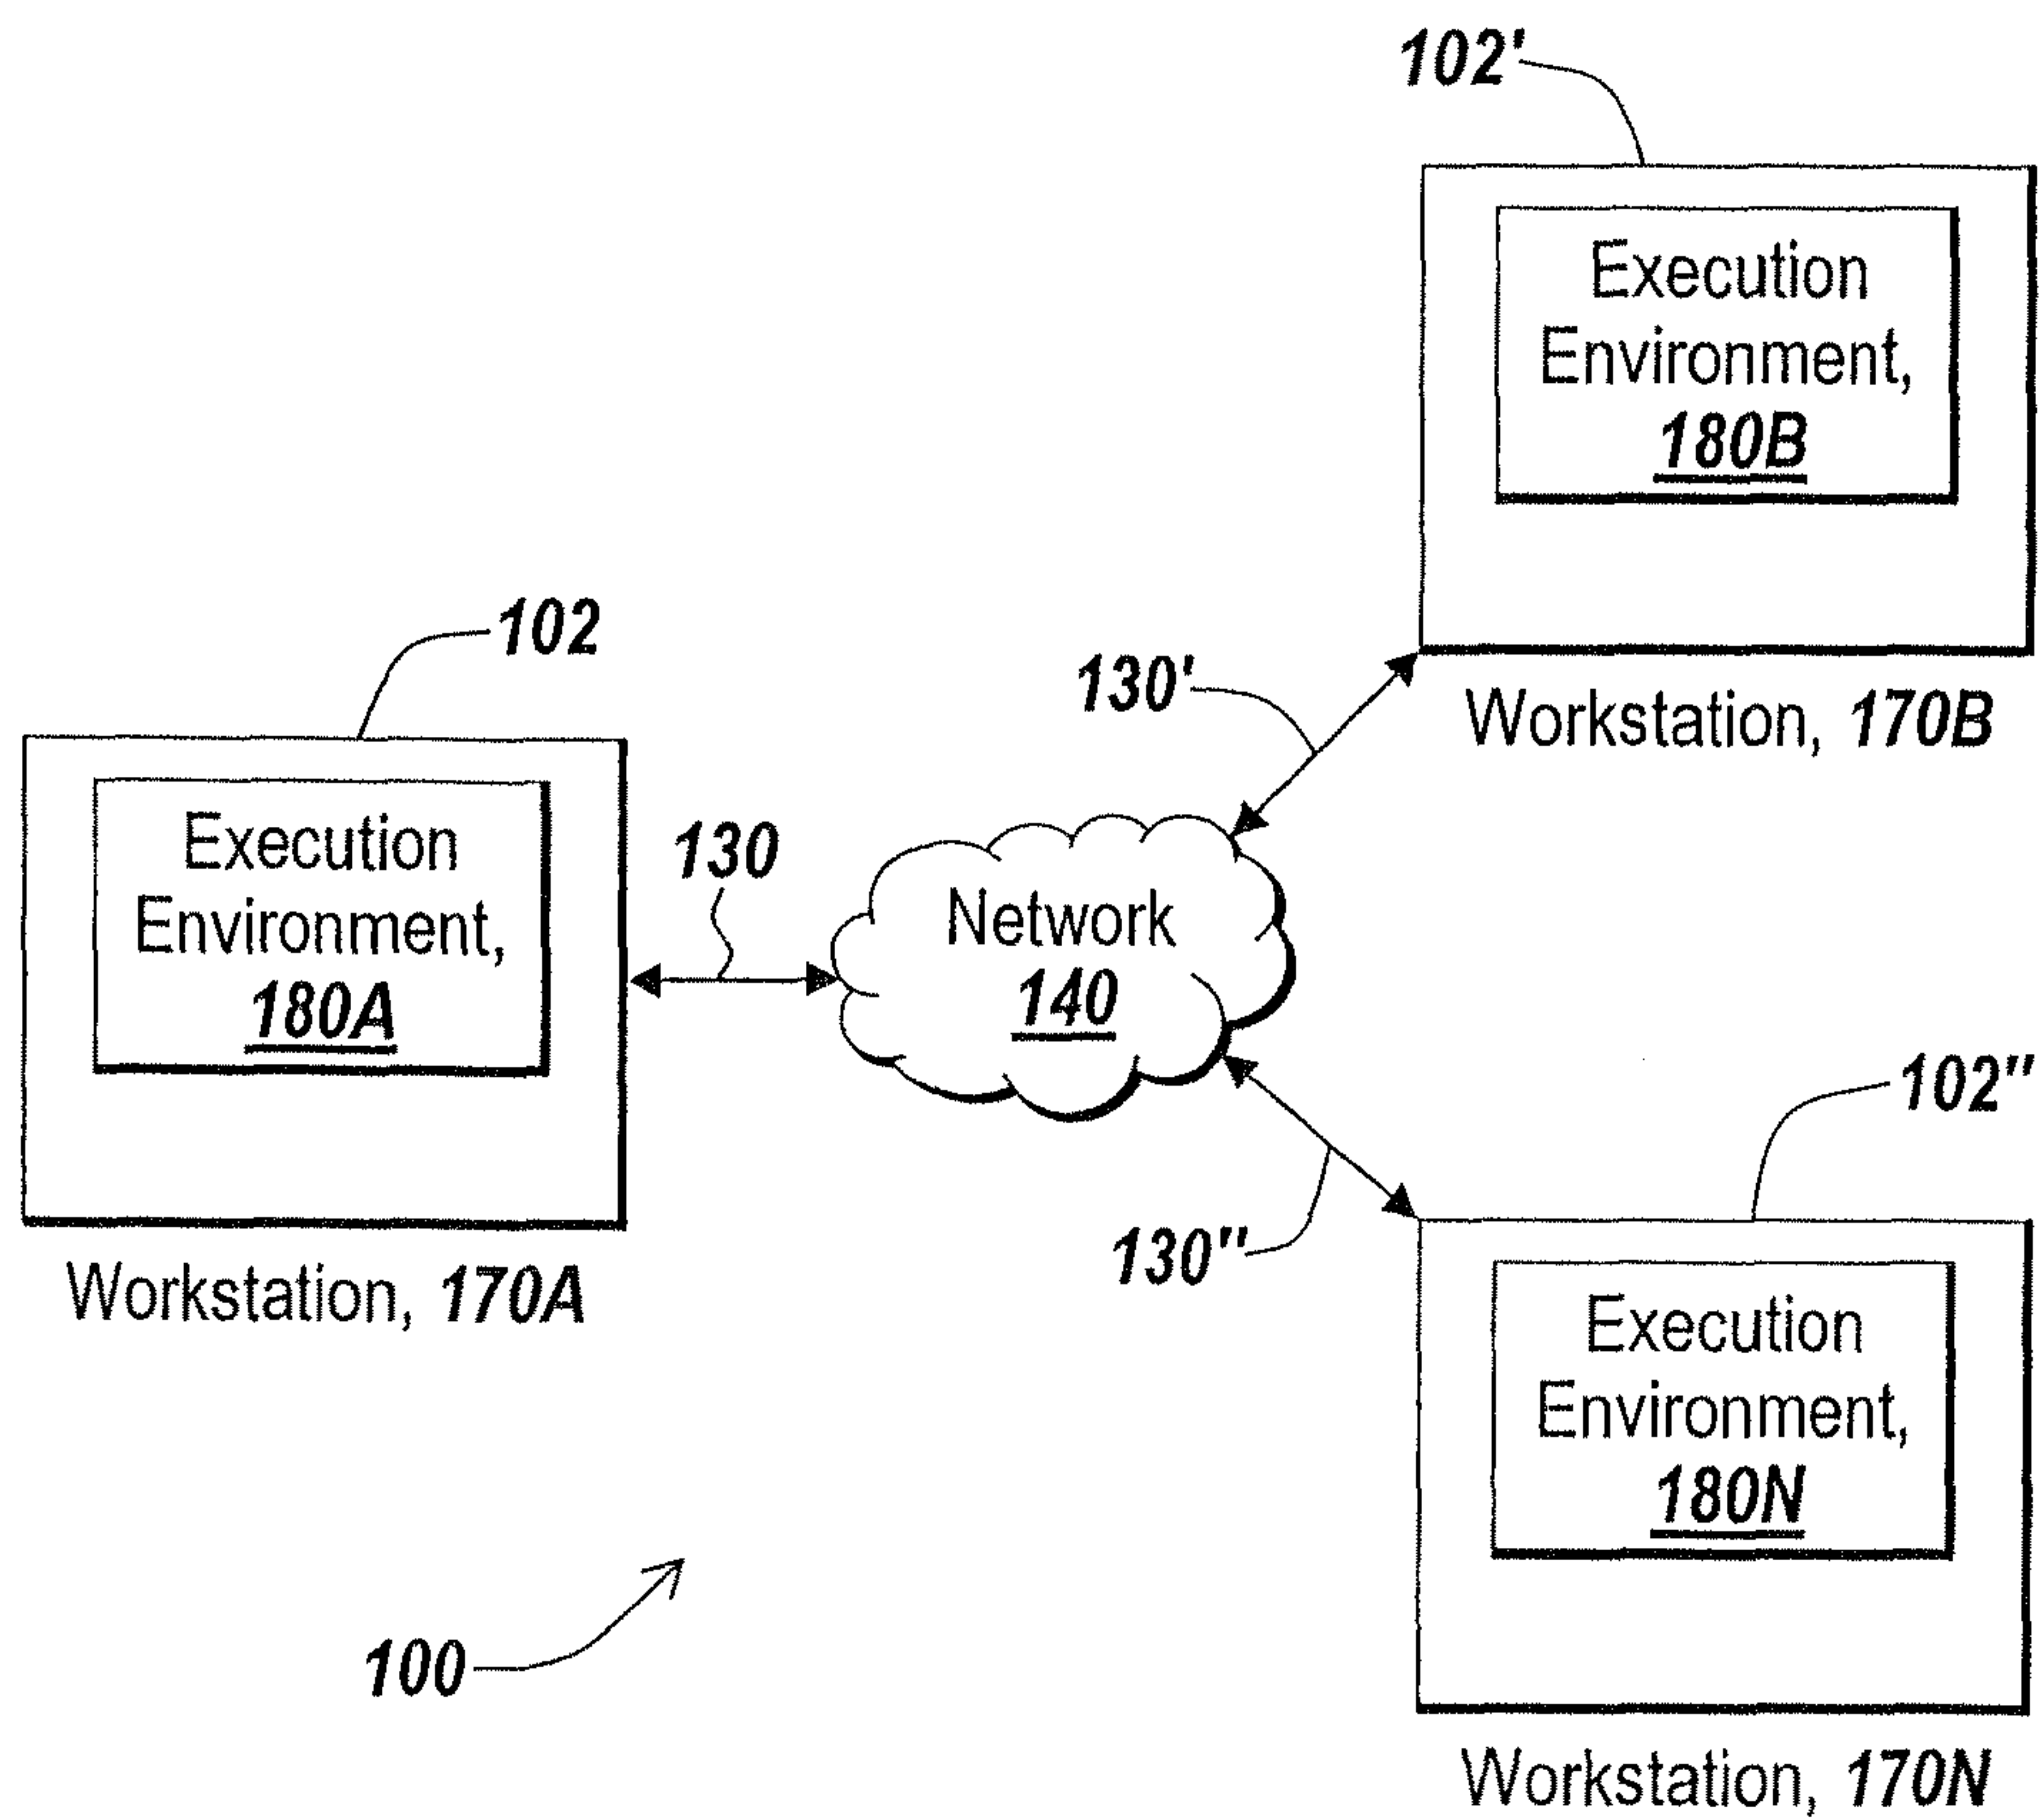 102'
Execution
Environment,
180B
Workstation, 170B
102
Execution
Environment,
180A
Workstation, 170A
130
130'
Network
140
130"
102"
Execution
Environment,
180N
Workstation, 170N
100